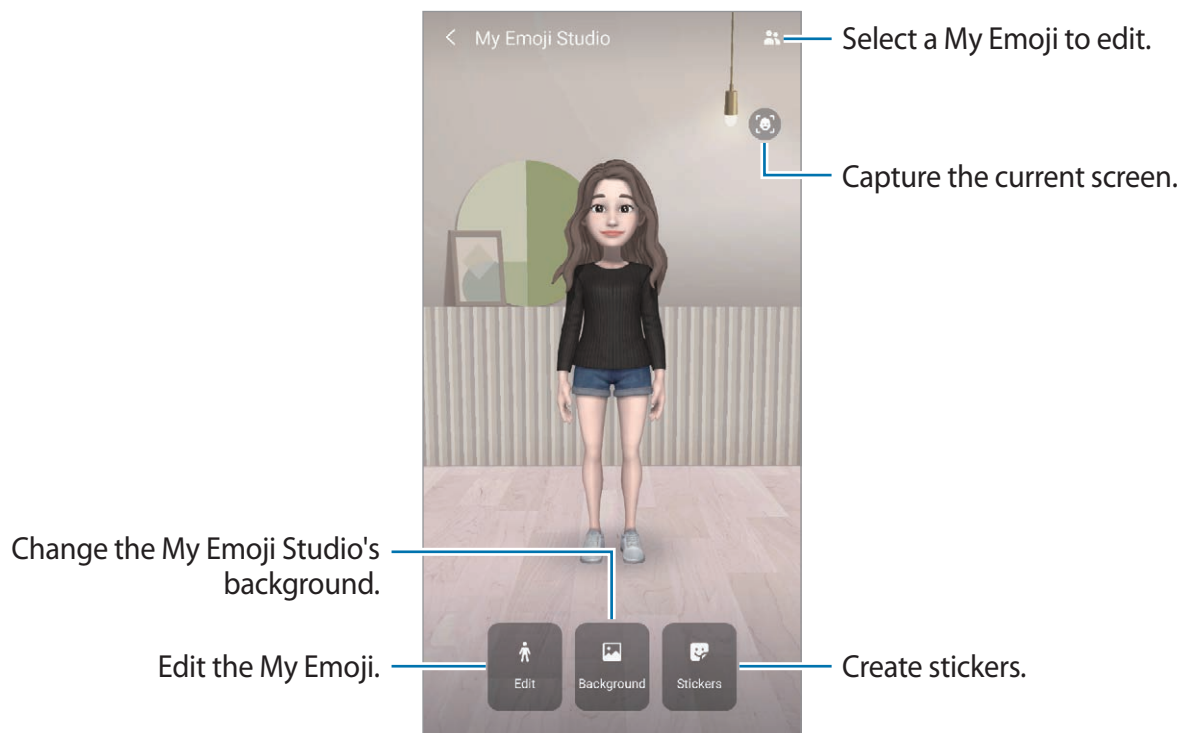 My Emoji Studio
Select a My Emoji to edit.
Capture the current screen.
Change the My Emoji Studio's
background.
Edit the My Emoji.
Edit
Background
Stickers
Create stickers.